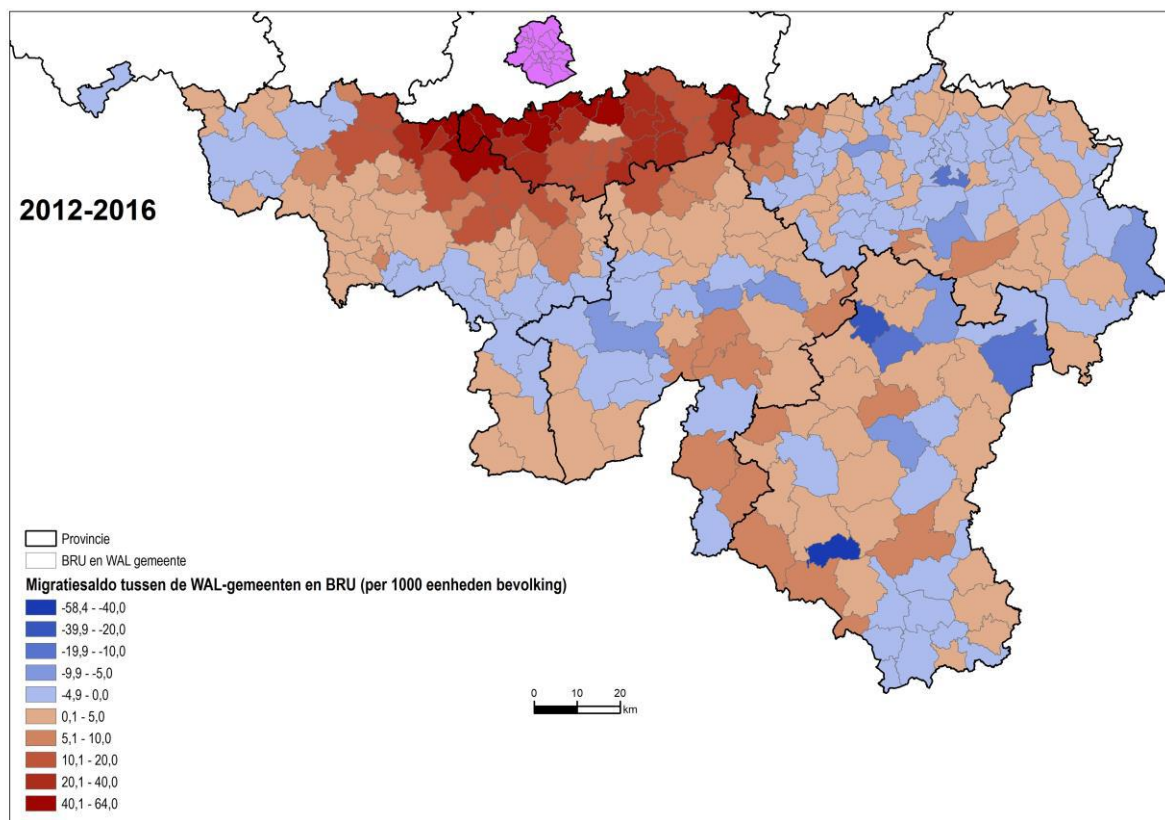 2012-2016
Provincie
BRU en WAL gemeente
Migratiesaldo tussen de WAL-gemeenten en BRU (per 1000 eenheden bevolking)
-58,4 - -40,0
-39,9 - -20,0
-19,9 - -10,0
-9,9 - -5,0
-4,9 - 0,0
0,1 - 5,0
5,1 - 10,0
10,1 - 20,0
20,1 - 40,0
40,1 - 64,0
0 10 20
km